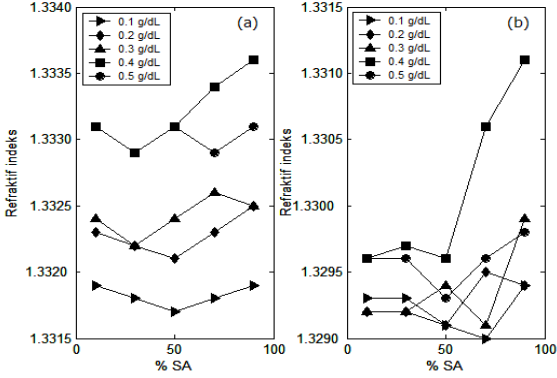 1.3340
1.3335
1.3330
1.3325
1.3320
1.3315
Refraktif indeks
(a)
0.1 g/dL
0.2 g/dL
0.3 g/dL
0.4 g/dL
0.5 g/dL
0
50
100
% SA
1.3315
1.3310
1.3305
1.3300
1.3295
1.3290
Refraktif indeks
(b)
0.1 g/dL
0.2 g/dL
0.3 g/dL
0.4 g/dL
0.5 g/dL
0
50
100
% SA